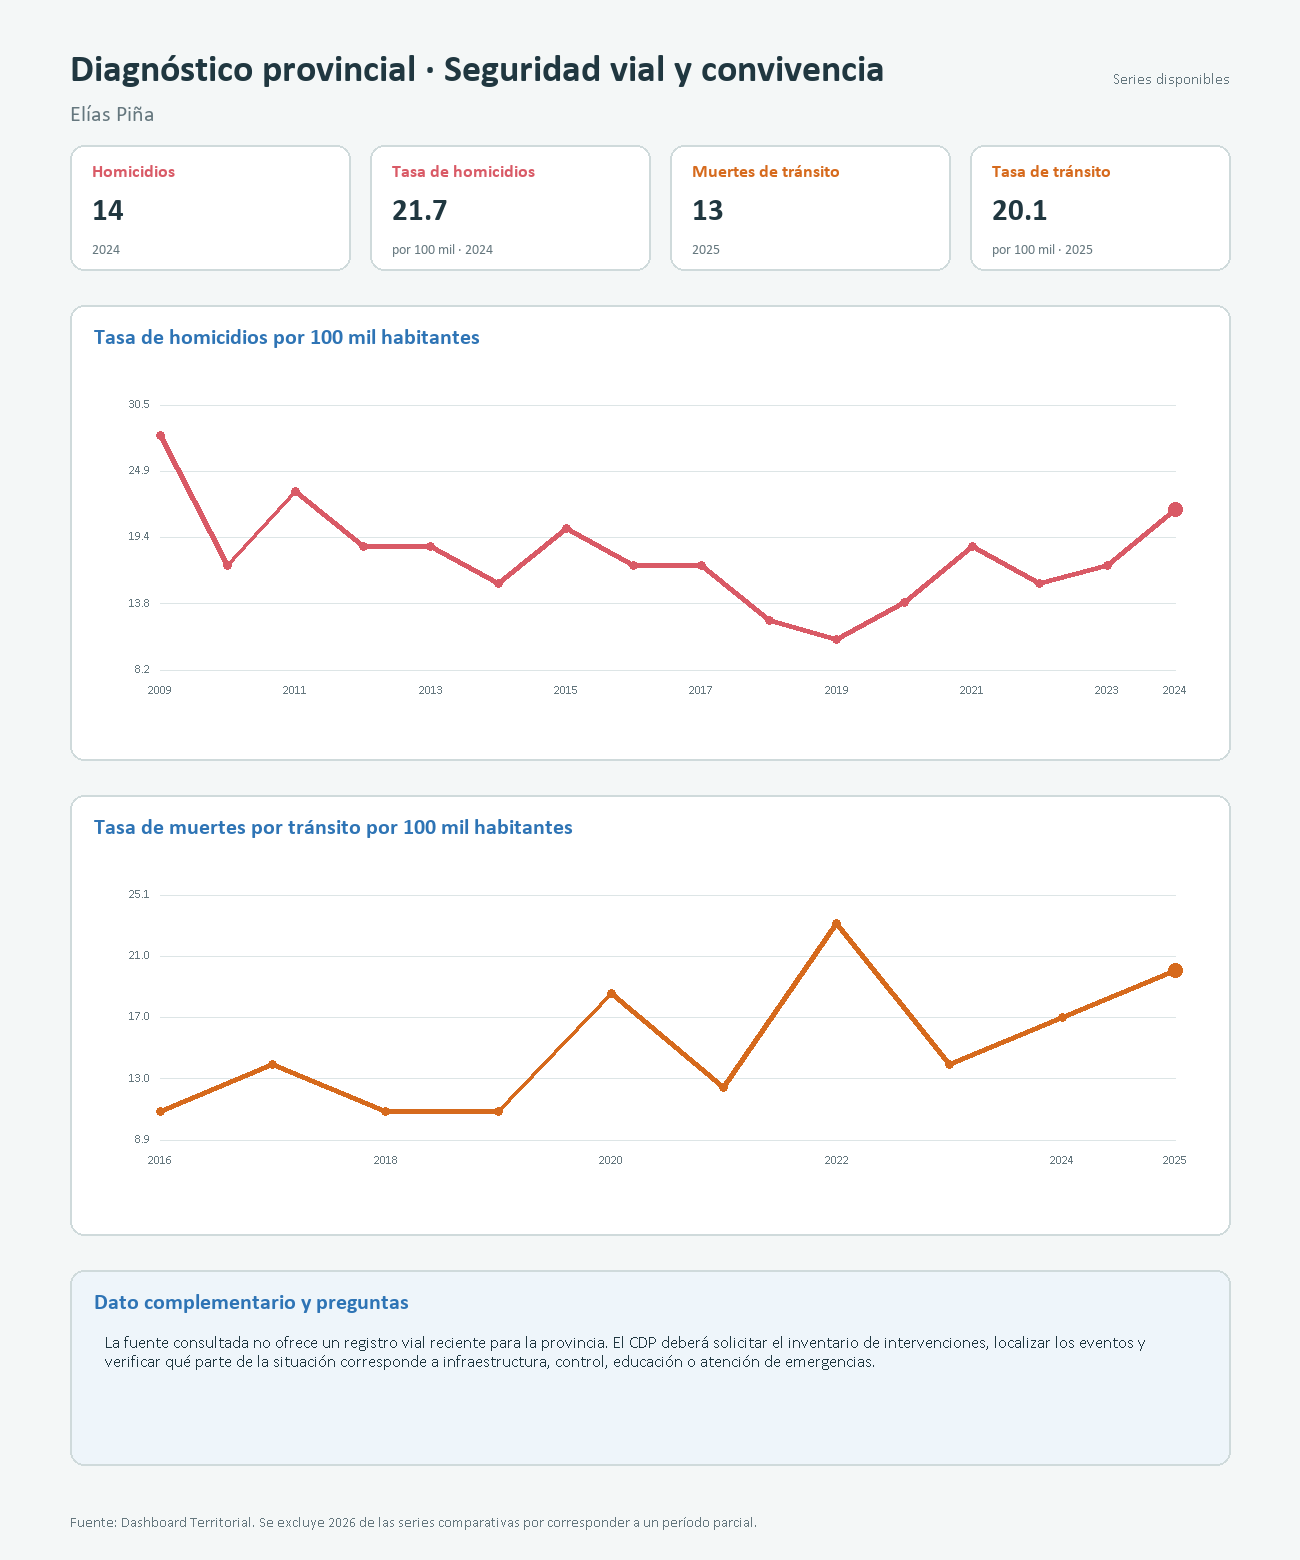 Diagnóstico provincial · Seguridad vial y convivencia
Series disponibles
Elías Piña
Homicidios
14
2024
Tasa de homicidios
21.7
por 100 mil · 2024
Muertes de tránsito
13
2025
Tasa de tránsito
20.1
por 100 mil · 2025
Tasa de homicidios por 100 mil habitantes
30.5
24.9
19.4
13.8
8.2
2009 2011 2013 2015 2017 2019 2021 2023 2024
Tasa de muertes por tránsito por 100 mil habitantes
25.1
21.0
17.0
13.0
8.9
2016 2018 2020 2022 2024 2025
Dato complementario y preguntas
La fuente consultada no ofrece un registro vial reciente para la provincia. El CDP deberá solicitar el inventario de intervenciones, localizar los eventos y
verificar qué parte de la situación corresponde a infraestructura, control, educación o atención de emergencias.
Fuente: Dashboard Territorial. Se excluye 2026 de las series comparativas por corresponder a un período parcial.